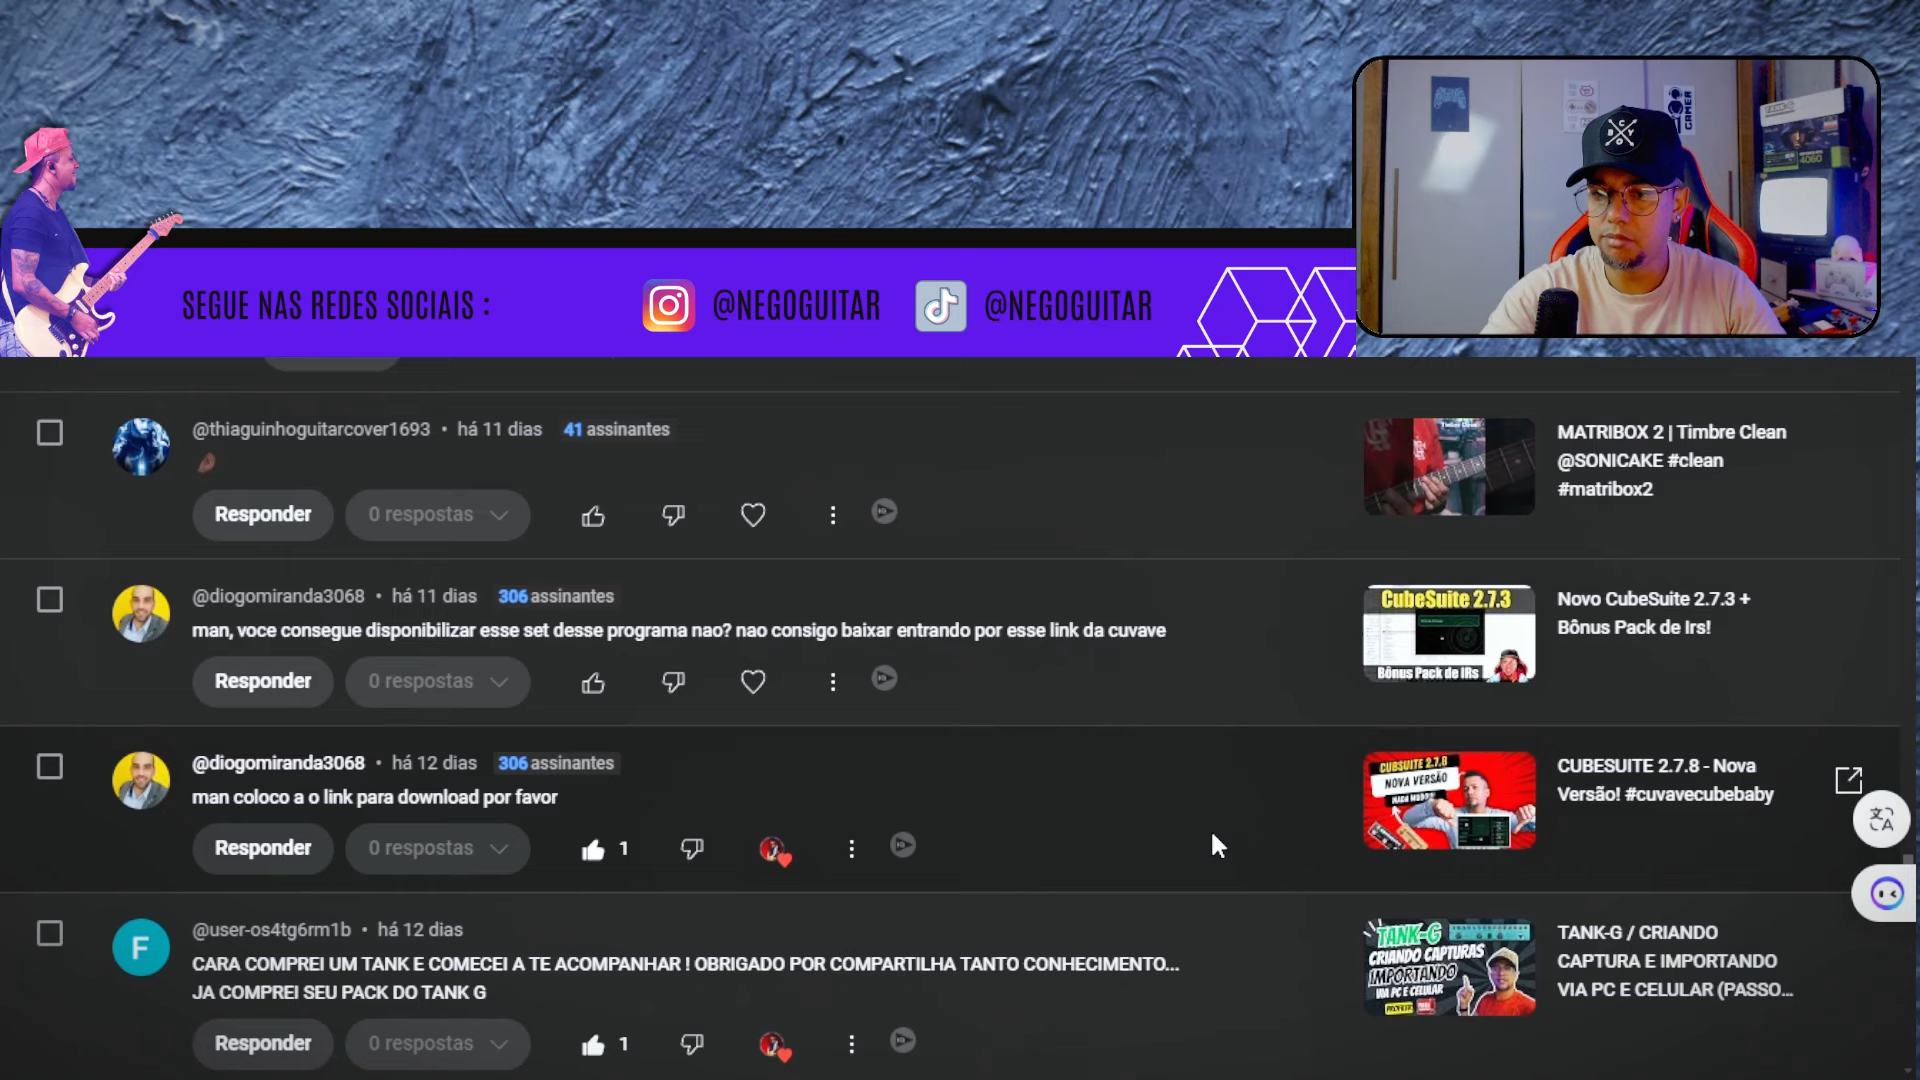 BCYO
GAMER
4060
SEGUE NAS REDES SOCIAIS :
@NEGOGUITAR
@NEGOGUITAR
@thiaguinhoguitarcover1693 • há 11 dias 41 assinantes
Responder 0 respostas
Timbre Clean
MATRIBOX 2 | Timbre Clean
@SONICAKE #clean
#matribox2
@diogomiranda3068 • há 11 dias 306 assinantes
man, voce consegue disponibilizar esse set desse programa nao? nao consigo baixar entrando por esse link da cuvave
Responder 0 respostas
CubeSuite 2.7.3
Bônus Pack de IRs
Novo CubeSuite 2.7.3 +
Bônus Pack de Irs!
@diogomiranda3068 • há 12 dias 306 assinantes
man coloco a o link para download por favor
Responder 0 respostas 1
CUBSUITE 2.7.8
NOVA VERSÃO
CUBESUITE 2.7.8 - Nova
Versão! #cuvavecubebaby
F
@user-os4tg6rm1b • há 12 dias
CARA COMPREI UM TANK E COMECEI A TE ACOMPANHAR ! OBRIGADO POR COMPARTILHA TANTO CONHECIMENTO...
JA COMPREI SEU PACK DO TANK G
Responder 0 respostas 1
TANK-G
CRIANDO CAPTURAS
IMPORTANDO
VIA PC E CELULAR
TANK-G / CRIANDO
CAPTURA E IMPORTANDO
VIA PC E CELULAR (PASSO...